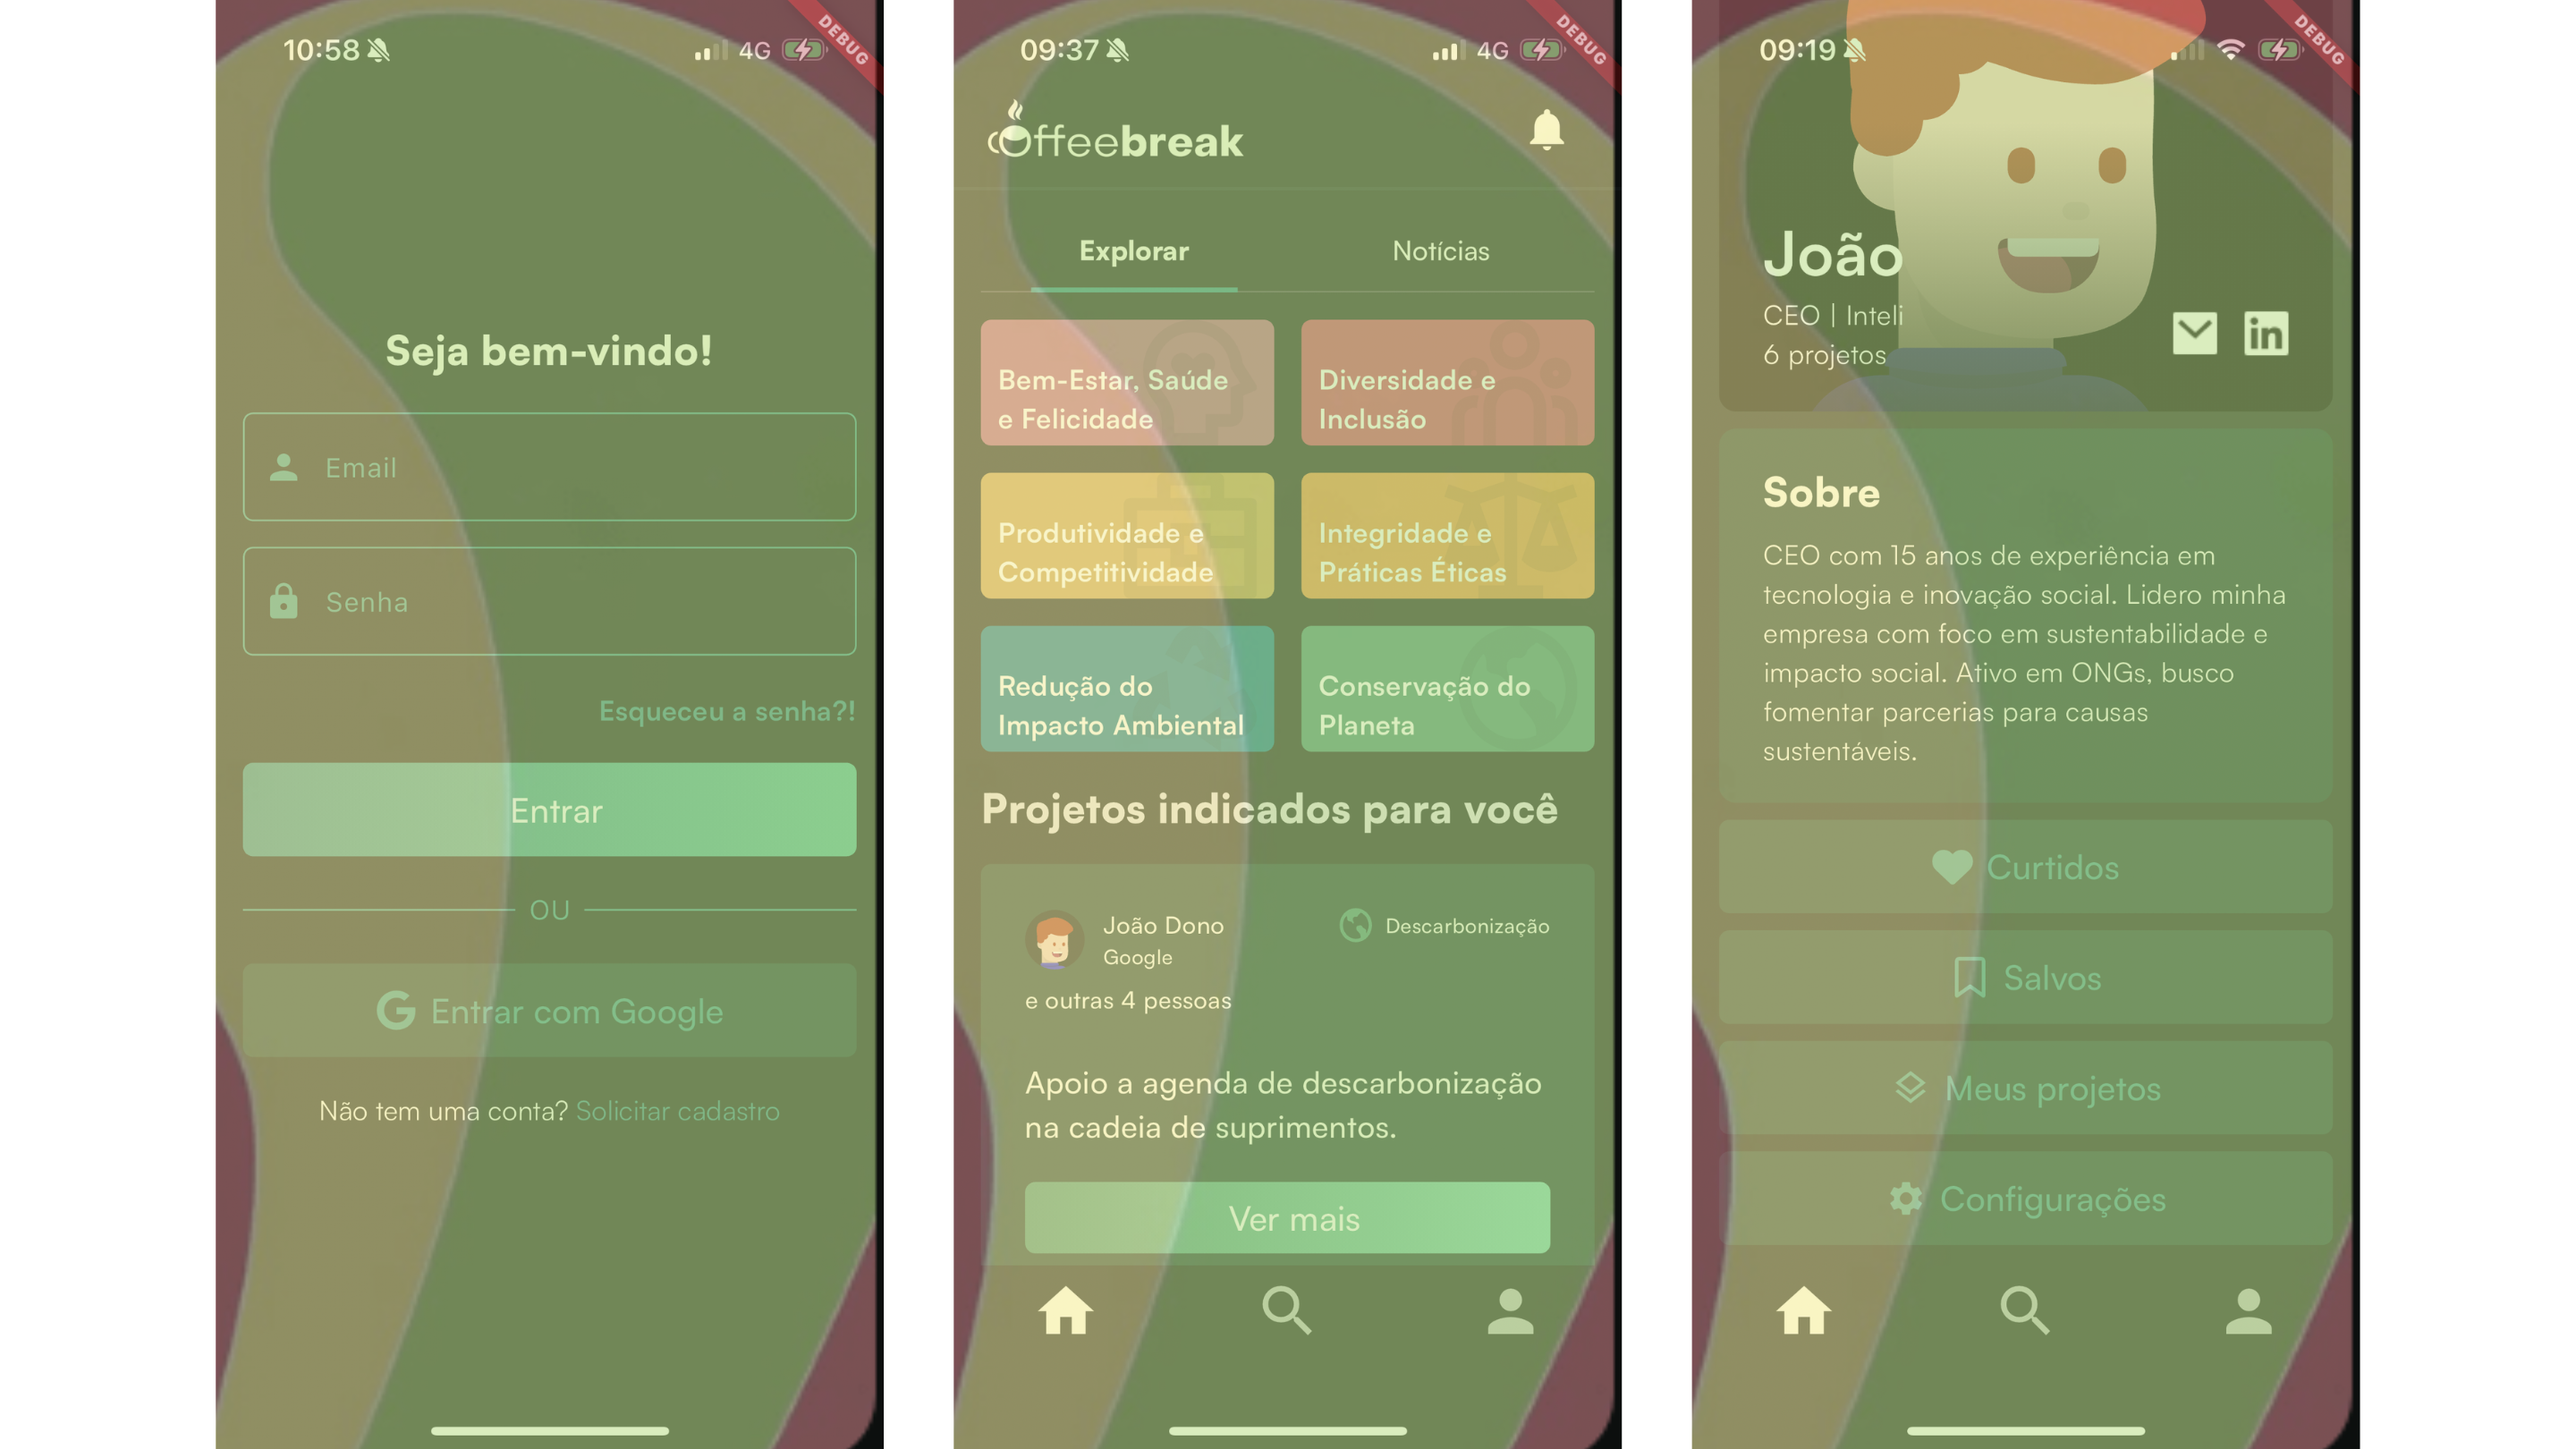 10:58
4G
DEBUG
Seja bem-vindo!
Email
Senha
Esqueceu a senha?!
Entrar
OU
Entrar com Google
Não tem uma conta? Solicitar cadastro
09:37
4G
DEBUG
Coffeebreak
Explorar
Notícias
Bem-Estar, Saúde
e Felicidade
Diversidade e
Inclusão
Produtividade e
Competitividade
Integridade e
Práticas Éticas
Redução do
Impacto Ambiental
Conservação do
Planeta
Projetos indicados para você
João Dono
Google
Descarbonização
e outras 4 pessoas
Apoio a agenda de descarbonização
na cadeia de suprimentos.
Ver mais
09:19
DEBUG
João
CEO | Inteli
6 projetos
in
Sobre
CEO com 15 anos de experiência em
tecnologia e inovação social. Lidero minha
empresa com foco em sustentabilidade e
impacto social. Ativo em ONGs, busco
fomentar parcerias para causas
sustentáveis.
Curtidos
Salvos
Meus projetos
Configurações